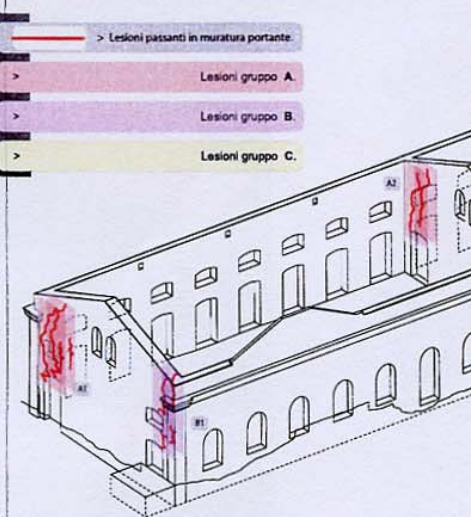 > Lesioni passanti in muratura portante.
> Lesioni gruppo A.
> Lesioni gruppo B.
> Lesioni gruppo C.
A2
A1
B1